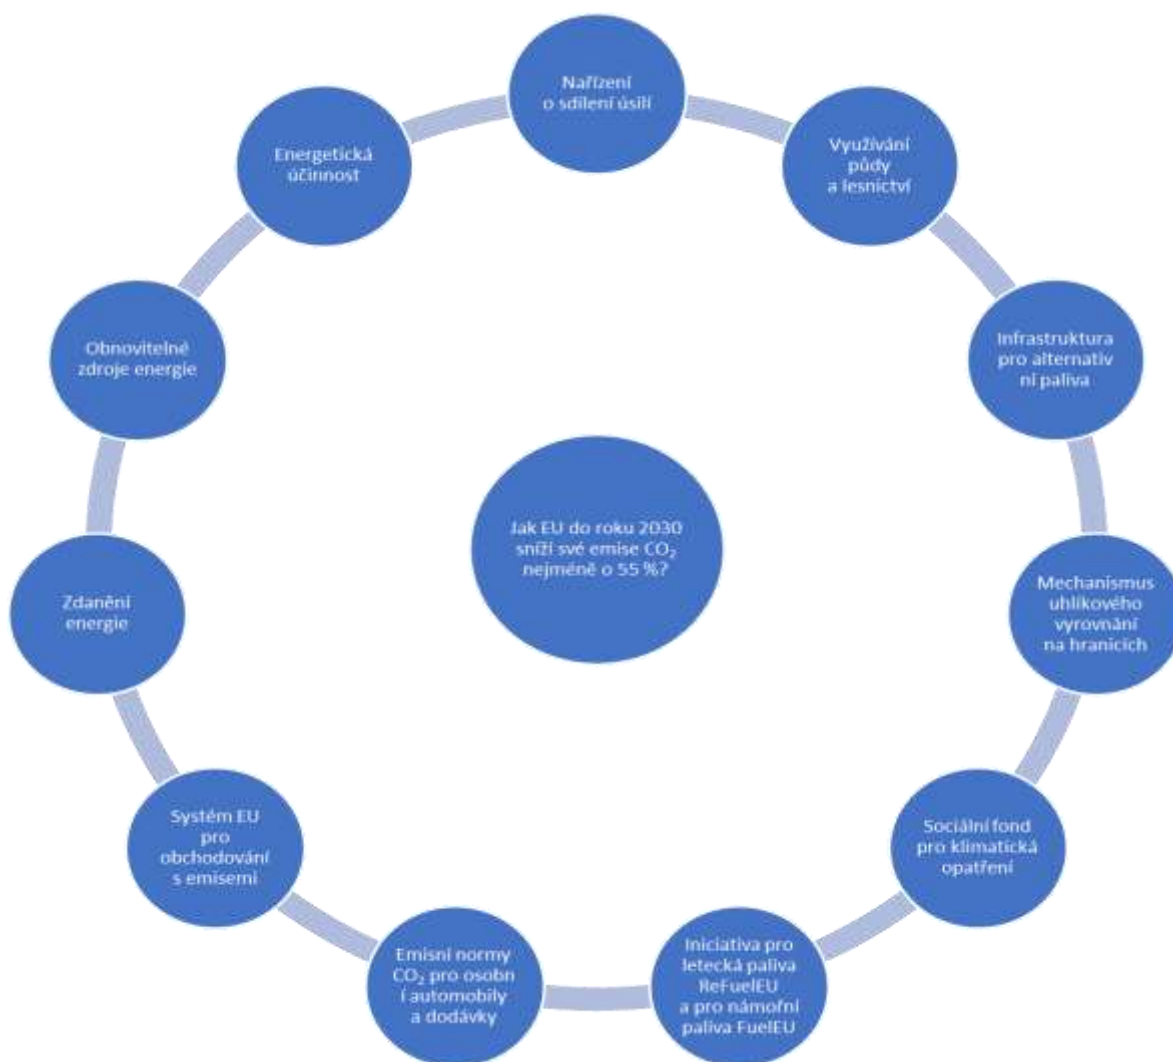 Nařízení
o sdílení úsilí
Využívání
půdy
a lesnictví
Infrastruktura
pro alternativ
ní paliva
Mechanismus
uhlíkového
vyrovnání
na hranicích
Sociální fond
pro klimatická
opatření
Iniciativa pro
letecká paliva
ReFuelEU
a pro námořní
paliva FuelEU
Emisní normy
CO₂ pro osobn
í automobily
a dodávky
Systém EU
pro
obchodování
s emisemi
Zdanění
energie
Obnovitelné
zdroje energie
Energetická
účinnost
Jak EU do roku 2030
sníží své emise CO₂
nejméně o 55 %?